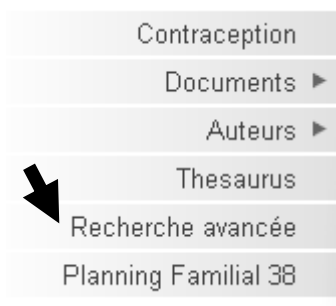 Contraception
Documents
Auteurs
Thesaurus
Recherche avancée
Planning Familial 38